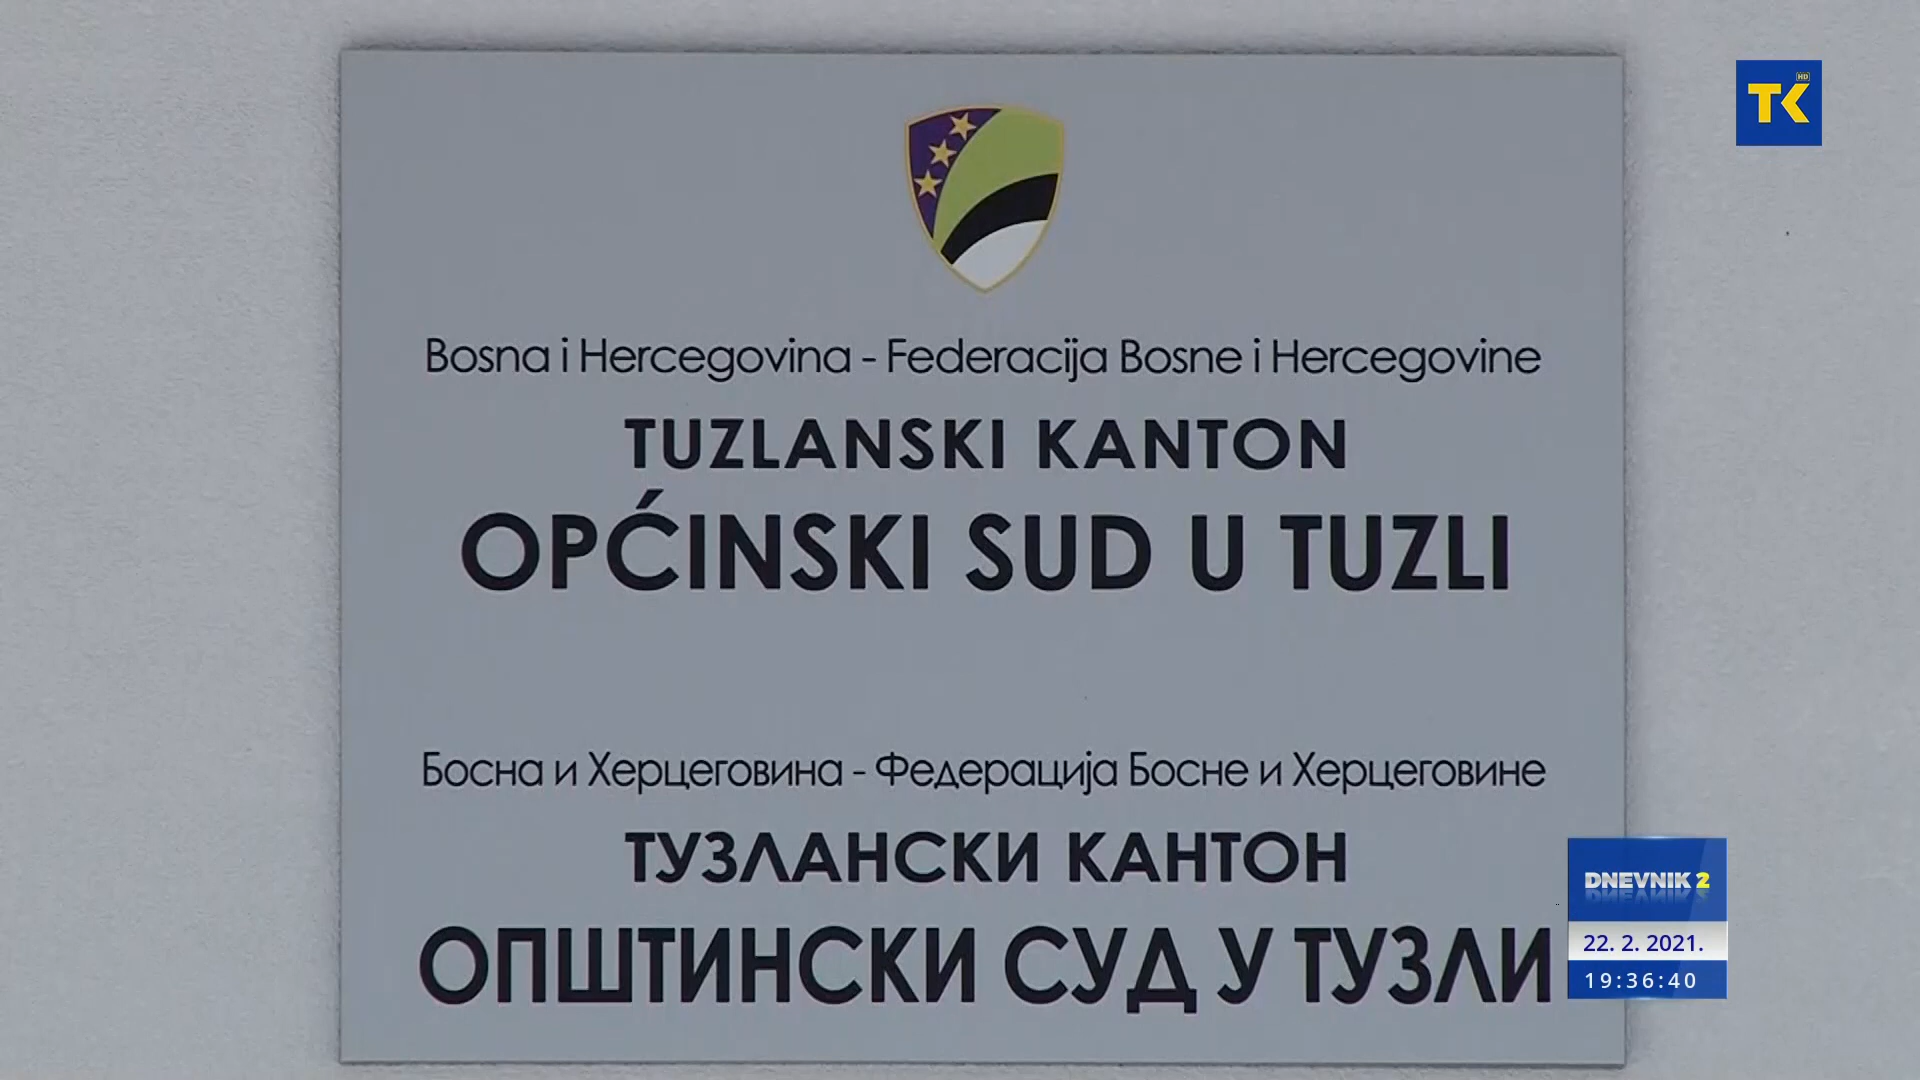 TK HD
Bosna i Hercegovina - Federacija Bosne i Hercegovine
TUZLANSKI KANTON
OPĆINSKI SUD U TUZLI
Босна и Херцеговина - Федерација Босне и Херцеговине
ТУЗЛАНСКИ КАНТОН
ОПШТИНСКИ СУД У ТУЗЛИ
DNEVNIK 2
22. 2. 2021.
19:36:40